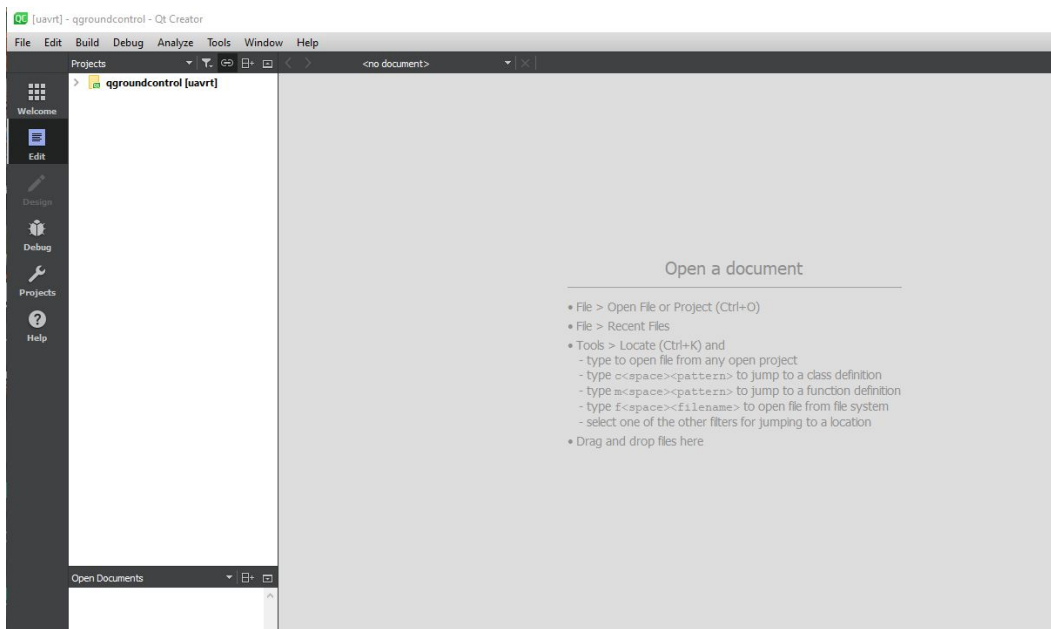 QC [uavrt] - qgroundcontrol - Qt Creator
File Edit Build Debug Analyze Tools Window Help
Projects <no document>
qgroundcontrol [uavrt]
Welcome
Edit
Design
Debug
Projects
Help
Open a document
• File > Open File or Project (Ctrl+O)
• File > Recent Files
• Tools > Locate (Ctrl+K) and
- type to open file from any open project
- type c<space><pattern> to jump to a class definition
- type m<space><pattern> to jump to a function definition
- type f<space><filename> to open file from file system
- select one of the other filters for jumping to a location
• Drag and drop files here
Open Documents